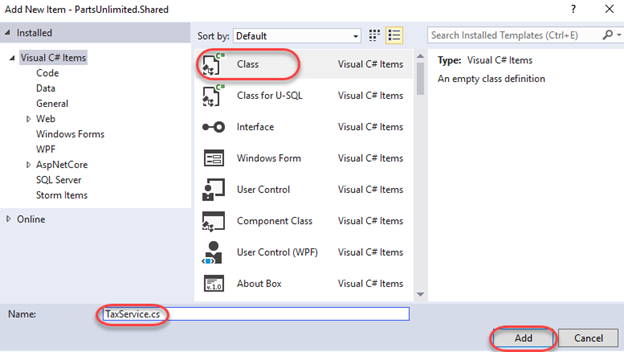 Add New Item - PartsUnlimited.Shared
?
Installed
Sort by: Default
Search Installed Templates (Ctrl+E)
Visual C# Items
Code
Data
General
Web
Windows Forms
WPF
AspNetCore
SQL Server
Storm Items
Online
C# Class Visual C# Items
C# Class for U-SQL Visual C# Items
Interface Visual C# Items
Windows Form Visual C# Items
User Control Visual C# Items
Component Class Visual C# Items
User Control (WPF) Visual C# Items
v.1.0 About Box Visual C# Items
Type: Visual C# Items
An empty class definition
Name: TaxService.cs
Add Cancel